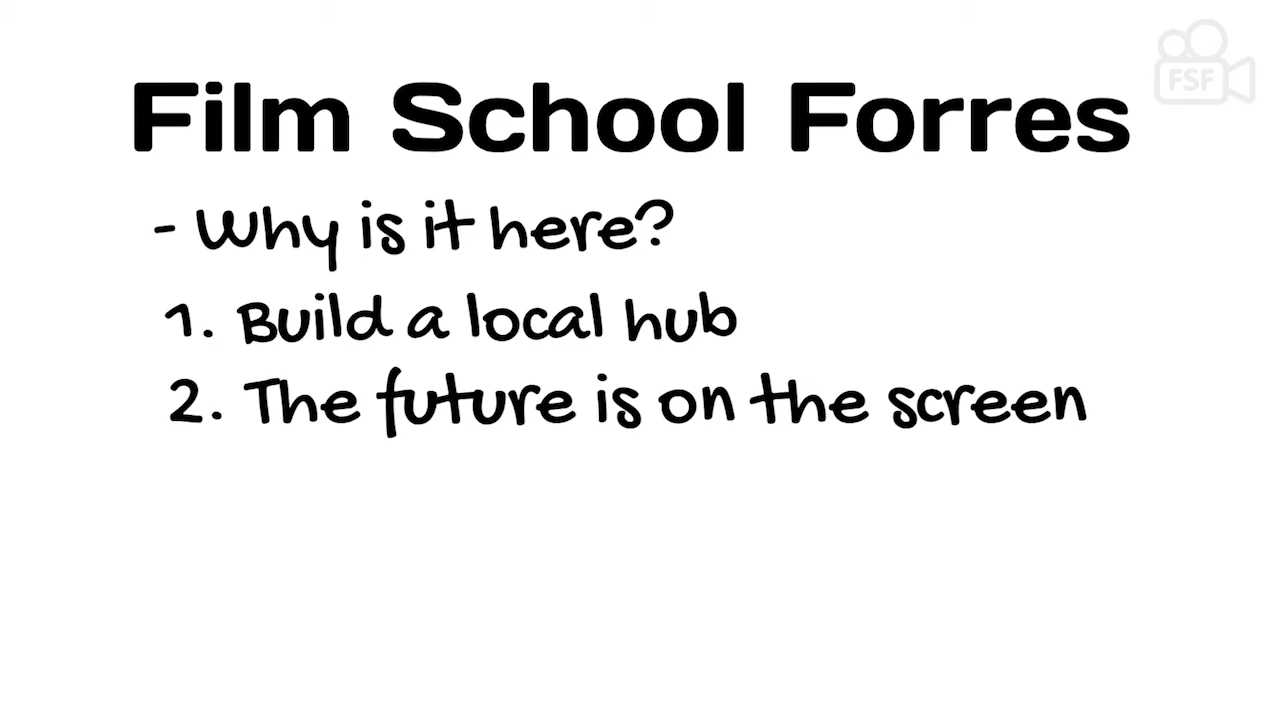 FSF
Film School Forres
- Why is it here?
1. Build a local hub
2. The future is on the screen